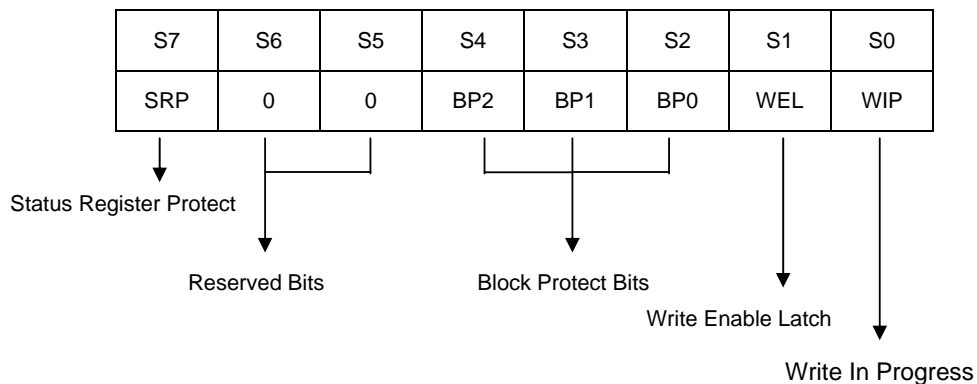 S7 S6 S5 S4 S3 S2 S1 S0
SRP 0 0 BP2 BP1 BP0 WEL WIP
Status Register Protect
Reserved Bits Block Protect Bits
Write Enable Latch
Write In Progress